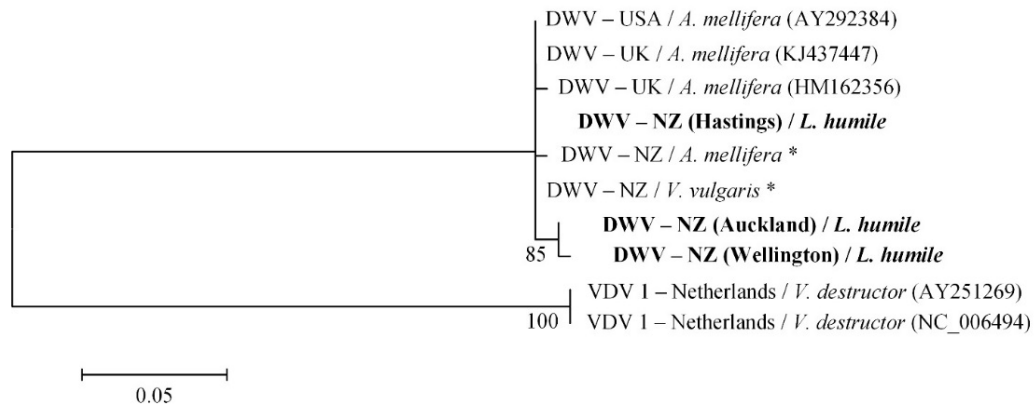 DWV – USA / A. mellifera (AY292384)
DWV – UK / A. mellifera (KJ437447)
DWV – UK / A. mellifera (HM162356)
DWV – NZ (Hastings) / L. humile
DWV – NZ / A. mellifera *
DWV – NZ / V. vulgaris *
DWV – NZ (Auckland) / L. humile
85
DWV – NZ (Wellington) / L. humile
VDV 1 – Netherlands / V. destructor (AY251269)
100
VDV 1 – Netherlands / V. destructor (NC_006494)
0.05